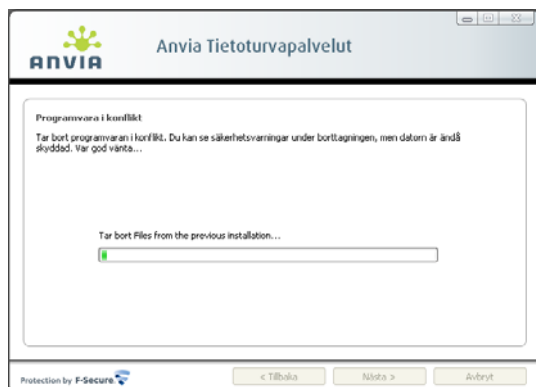 ANVIA
Anvia Tietoturvapalvelut
Programvara i konflikt
Tar bort programvaran i konflikt. Du kan se säkerhetsvarningar under borttagningen, men datorn är ändå
skyddad. Var god vänta...
Tar bort Files from the previous installation...
Protection by F-Secure
< Tillbaka
Nästa >
Avbryt